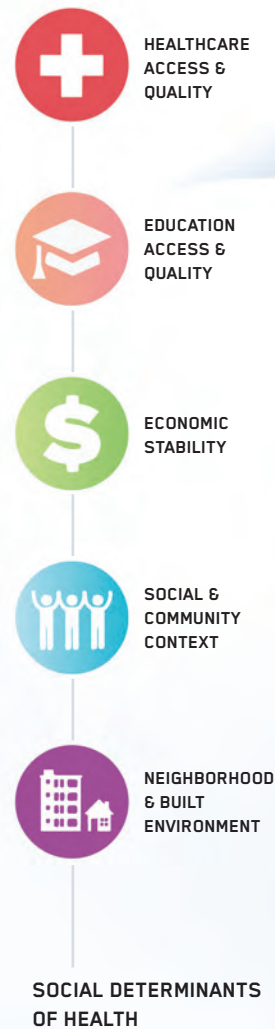 HEALTHCARE
ACCESS &
QUALITY
EDUCATION
ACCESS &
QUALITY
$
ECONOMIC
STABILITY
SOCIAL &
COMMUNITY
CONTEXT
NEIGHBORHOOD
& BUILT
ENVIRONMENT
SOCIAL DETERMINANTS
OF HEALTH